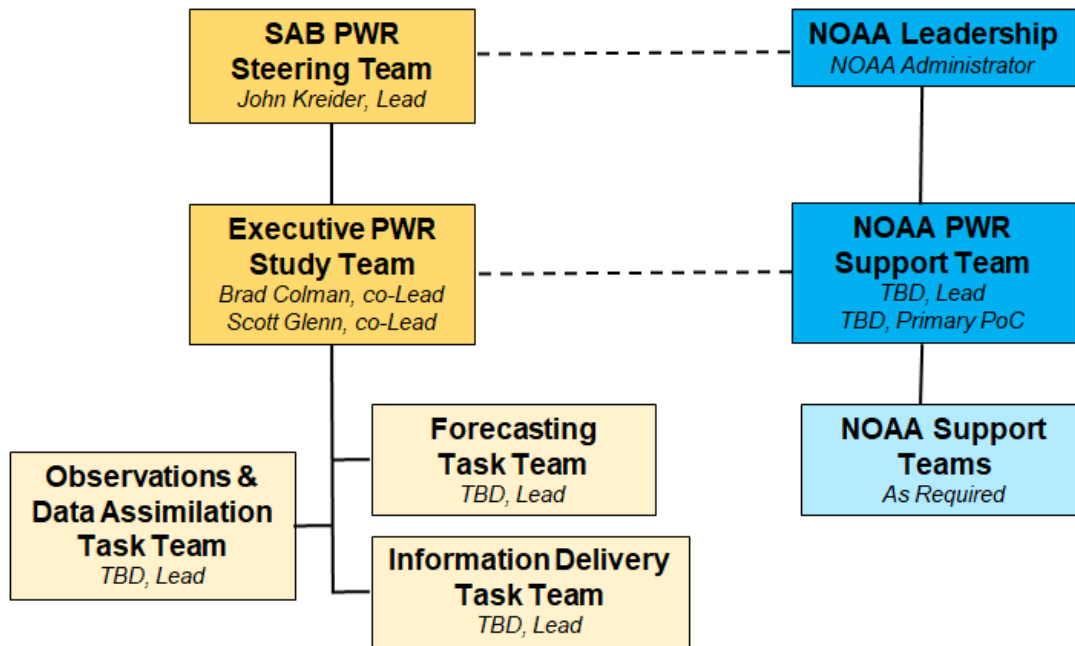 SAB PWR
Steering Team
John Kreider, Lead
NOAA Leadership
NOAA Administrator
Executive PWR
Study Team
Brad Colman, co-Lead
Scott Glenn, co-Lead
NOAA PWR
Support Team
TBD, Lead
TBD, Primary PoC
Forecasting
Task Team
TBD, Lead
NOAA Support
Teams
As Required
Observations &
Data Assimilation
Task Team
TBD, Lead
Information Delivery
Task Team
TBD, Lead